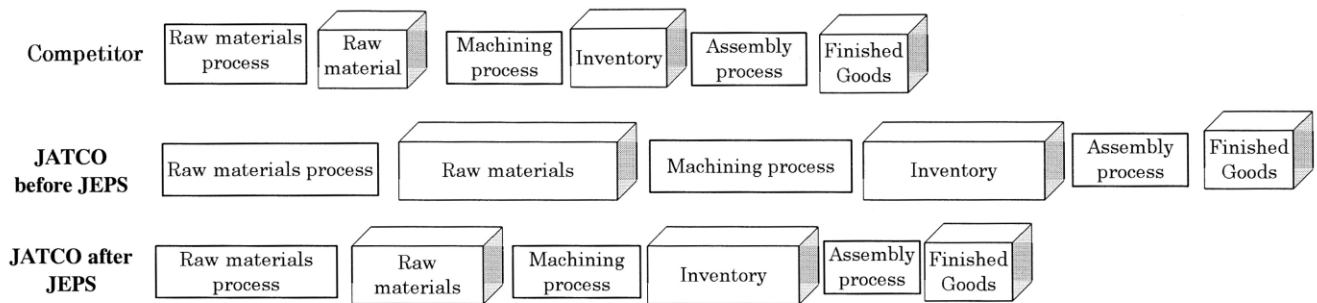 Competitor
Raw materials
process
Raw
material
Machining
process
Inventory
Assembly
process
Finished
Goods
JATCO
before JEPS
Raw materials process
Raw materials
Machining process
Inventory
Assembly
process
Finished
Goods
JATCO after
JEPS
Raw materials
process
Raw
materials
Machining
process
Inventory
Assembly
process
Finished
Goods